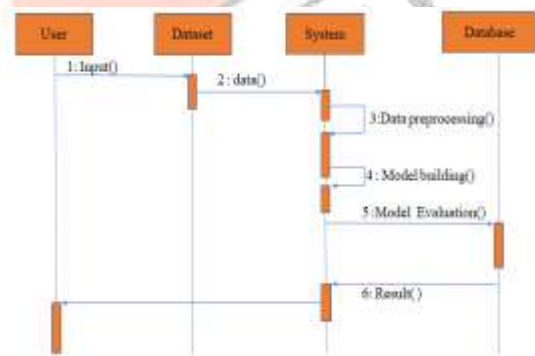 User
Dataset
System
Database
1: Input()
2 : data()
3:Data preprocessing()
4 : Model building()
5 :Model Evaluation()
6: Result( )